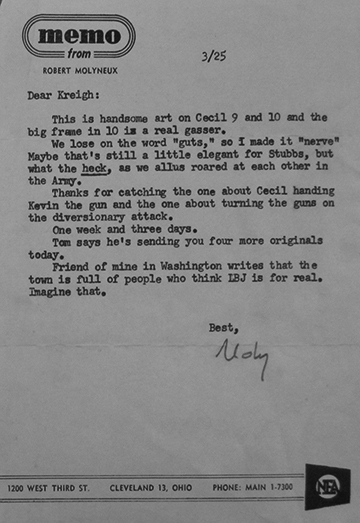 memo
from
ROBERT MOLYNEUX
3/25
Dear Kreigh:
This is handsome art on Cecil 9 and 10 and the
big frame in 10 is a real gasser.
We lose on the word "guts," so I made it "nerve"
Maybe that's still a little elegant for Stubbs, but
what the heck, as we allus roared at each other in
the Army.
Thanks for catching the one about Cecil handing
Kevin the gun and the one about turning the guns on
the diversionary attack.
One week and three days.
Tom says he's sending you four more originals
today.
Friend of mine in Washington writes that the
town is full of people who think LBJ is for real.
Imagine that.
Best,
Moly
1200 WEST THIRD ST. CLEVELAND 13, OHIO PHONE: MAIN 1-7300
NEA